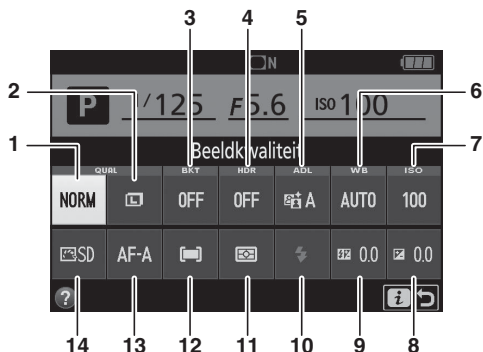 3 4 5
N
2 6
P 1/125 F5.6 ISO 100
1 Beeldkwaliteit 7
QUAL BKT HDR ADL WB ISO
NORM L OFF OFF A AUTO 100
SD AF-A 0.0 0.0
? i
14 13 12 11 10 9 8